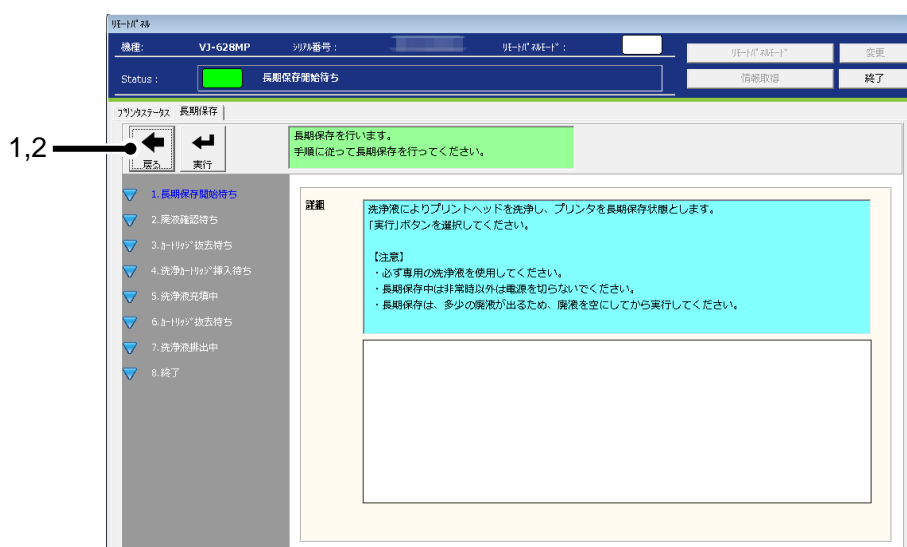 ﾘﾓｰﾄﾊﾟﾈﾙ
機種: VJ-628MP ｼﾘｱﾙ番号: ﾘﾓｰﾄﾊﾟﾈﾙﾓｰﾄﾞ: ﾘﾓｰﾄﾊﾟﾈﾙﾓｰﾄﾞ 変更
Status: 長期保存開始待ち 情報取得 終了
ﾌﾟﾘﾝﾀｽﾃｰﾀｽ 長期保存
1,2
戻る 実行
長期保存を行います。
手順に従って長期保存を行ってください。
1.長期保存開始待ち
2.廃液確認待ち
3.ｶｰﾄﾘｯｼﾞ抜去待ち
4.洗浄ｶｰﾄﾘｯｼﾞ挿入待ち
5.洗浄液充填中
6.ｶｰﾄﾘｯｼﾞ抜去待ち
7.洗浄液排出中
8.終了
詳細
洗浄液によりプリントヘッドを洗浄し、プリンタを長期保存状態とします。
「実行」ボタンを選択してください。
【注意】
・必ず専用の洗浄液を使用してください。
・長期保存中は非常時以外は電源を切らないでください。
・長期保存は、多少の廃液が出るため、廃液を空にしてから実行してください。